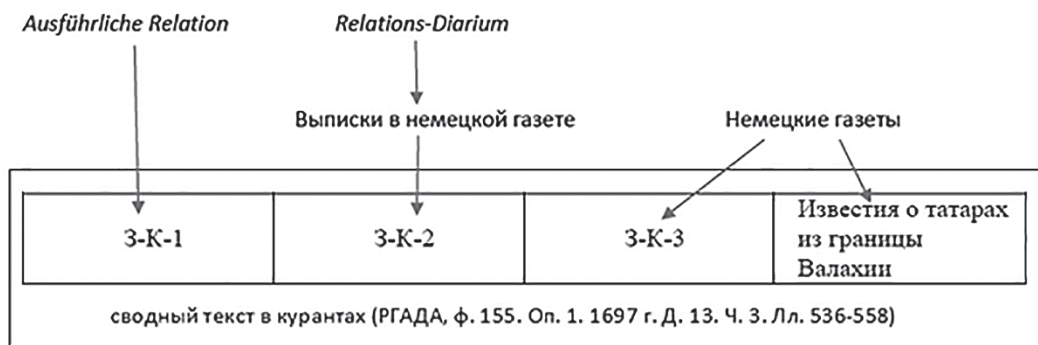 Ausführliche Relation
Relations-Diarium
Выписки в немецкой газете
Немецкие газеты
З-К-1
З-К-2
З-К-3
Известия о татарах
из границы
Валахии
сводный текст в курантах (РГАДА, ф. 155. Оп. 1. 1697 г. Д. 13. Ч. 3. Лл. 536-558)